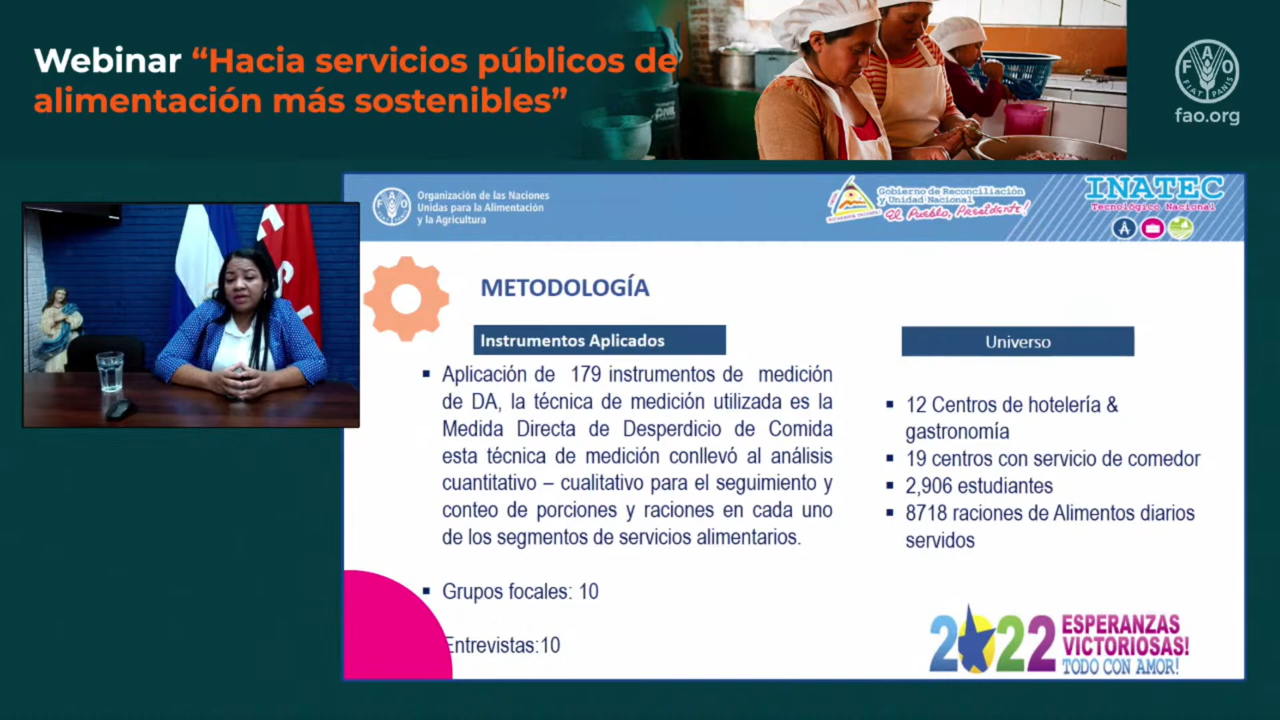 Webinar “Hacia servicios públicos de
alimentación más sostenibles”
FAO
FIAT PANIS
fao.org
Organización de las Naciones
Unidas para la Alimentación
y la Agricultura
Gobierno de Reconciliación
y Unidad Nacional
El Pueblo, Presidente!
INATEC
Tecnológico Nacional
METODOLOGÍA
Instrumentos Aplicados
▪ Aplicación de 179 instrumentos de medición
de DA, la técnica de medición utilizada es la
Medida Directa de Desperdicio de Comida
esta técnica de medición conllevó al análisis
cuantitativo – cualitativo para el seguimiento y
conteo de porciones y raciones en cada uno
de los segmentos de servicios alimentarios.
▪ Grupos focales: 10
Entrevistas:10
Universo
▪ 12 Centros de hotelería &
gastronomía
▪ 19 centros con servicio de comedor
▪ 2,906 estudiantes
▪ 8718 raciones de Alimentos diarios
servidos
2022 ESPERANZAS
VICTORIOSAS!
TODO CON AMOR!